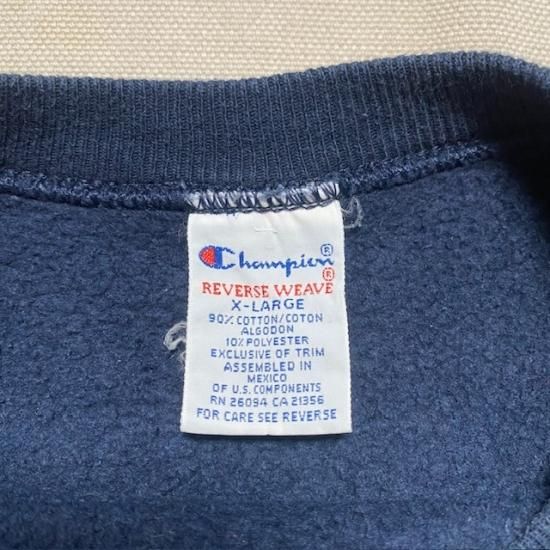 Champion®
REVERSE WEAVE®
X-LARGE
90% COTTON/COTON
ALGODON
10% POLYESTER
EXCLUSIVE OF TRIM
ASSEMBLED IN
MEXICO
OF U.S. COMPONENTS
RN 26094 CA 21356
FOR CARE SEE REVERSE